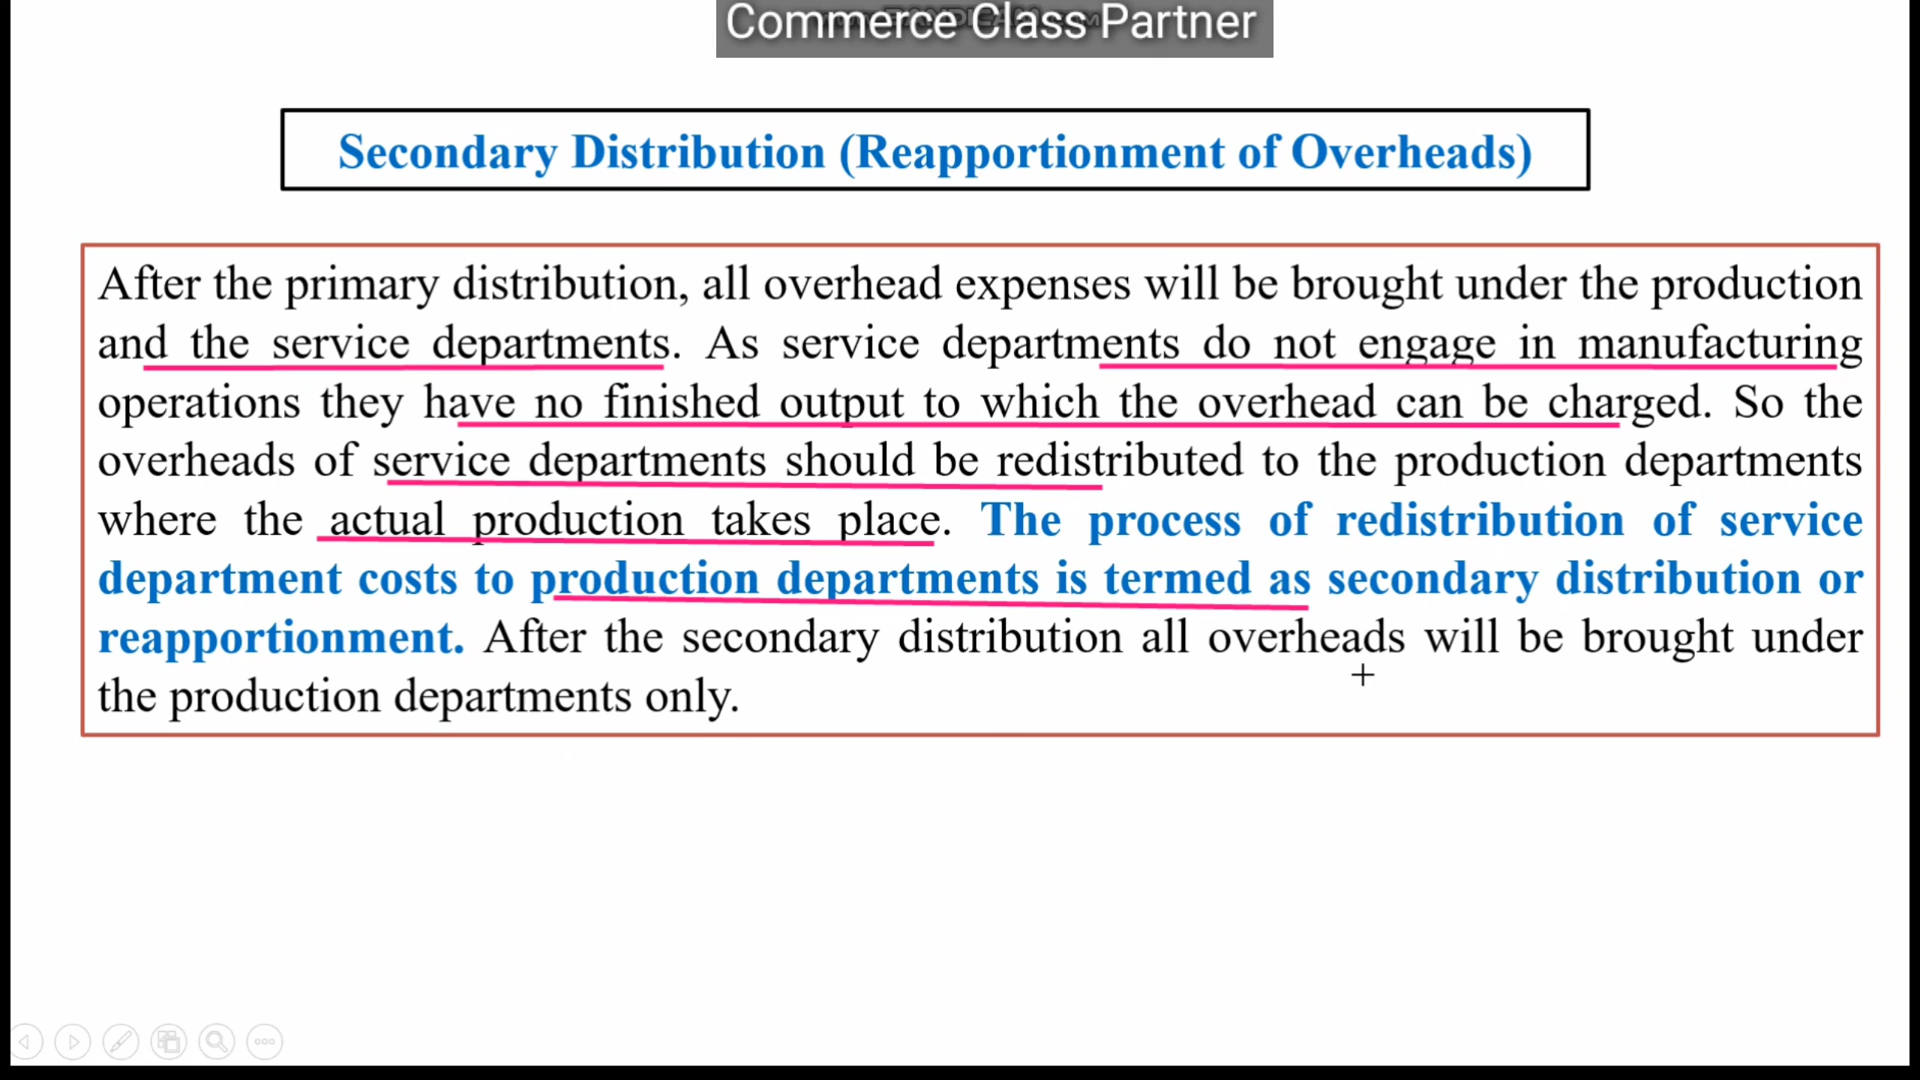 Commerce Class Partner
Secondary Distribution (Reapportionment of Overheads)
After the primary distribution, all overhead expenses will be brought under the production
and the service departments. As service departments do not engage in manufacturing
operations they have no finished output to which the overhead can be charged. So the
overheads of service departments should be redistributed to the production departments
where the actual production takes place. The process of redistribution of service
department costs to production departments is termed as secondary distribution or
reapportionment. After the secondary distribution all overheads will be brought under
the production departments only.